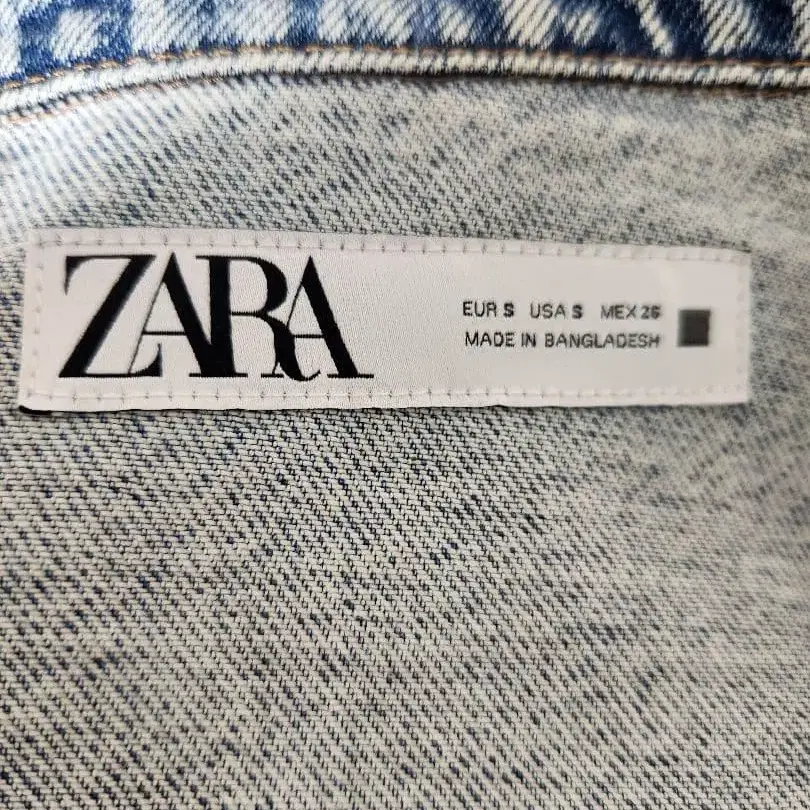 ZARA
EUR S USA S MEX 26
MADE IN BANGLADESH